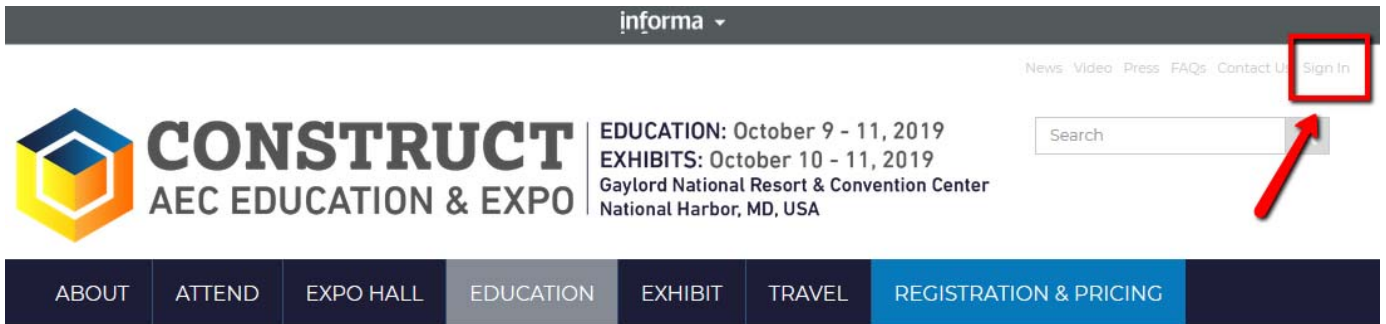 informa
News Video Press FAQs Contact Us Sign In
CONSTRUCT
AEC EDUCATION & EXPO
EDUCATION: October 9 - 11, 2019
EXHIBITS: October 10 - 11, 2019
Gaylord National Resort & Convention Center
National Harbor, MD, USA
Search
ABOUT ATTEND EXPO HALL EDUCATION EXHIBIT TRAVEL REGISTRATION & PRICING